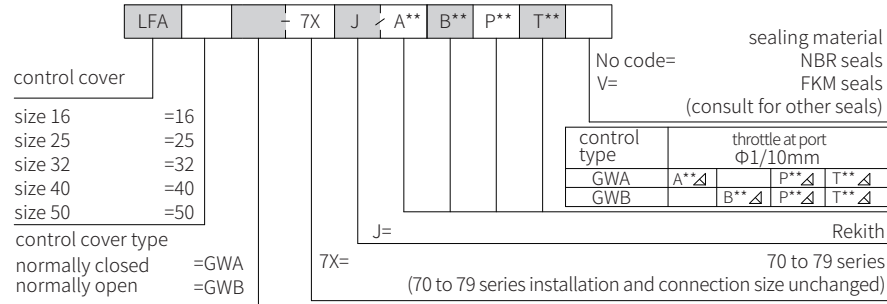 LFA - 7X J / A** B** P** T**
sealing material
No code= NBR seals
V= FKM seals
(consult for other seals)
control cover
size 16 =16
size 25 =25
size 32 =32
size 40 =40
size 50 =50
control type throttle at port Φ1/10mm
GWA A** P** T**
GWB B** P** T**
control cover type
normally closed =GWA
normally open =GWB
J= Rekith
7X= 70 to 79 series
(70 to 79 series installation and connection size unchanged)